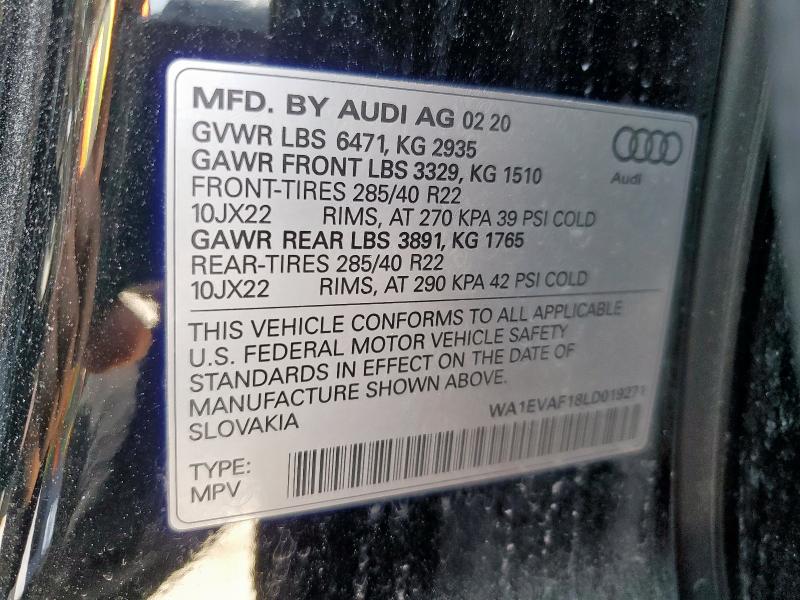 MFD. BY AUDI AG 02 20
GVWR LBS 6471, KG 2935
GAWR FRONT LBS 3329, KG 1510
FRONT-TIRES 285/40 R22
10JX22 RIMS, AT 270 KPA 39 PSI COLD
GAWR REAR LBS 3891, KG 1765
REAR-TIRES 285/40 R22
10JX22 RIMS, AT 290 KPA 42 PSI COLD
Audi
THIS VEHICLE CONFORMS TO ALL APPLICABLE
U.S. FEDERAL MOTOR VEHICLE SAFETY
STANDARDS IN EFFECT ON THE DATE OF
MANUFACTURE SHOWN ABOVE.
SLOVAKIA
WA1EVAF18LD019271
TYPE:
MPV